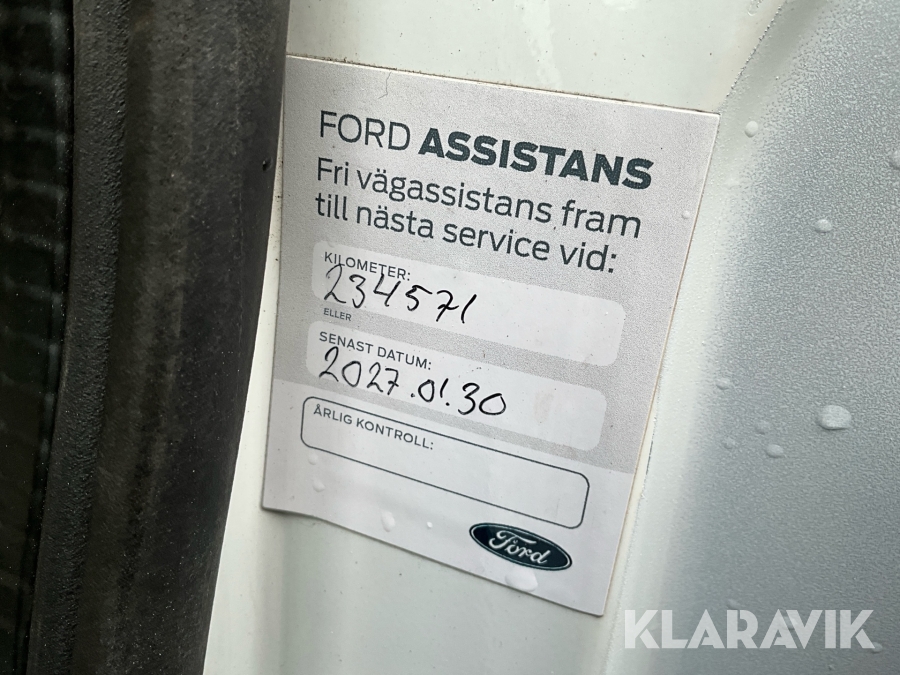 FORD ASSISTANS
Fri vägassistans fram
till nästa service vid:
KILOMETER:
234571
ELLER
SENAST DATUM:
2027.01.30
ÅRLIG KONTROLL:
Ford
KLARAVIK